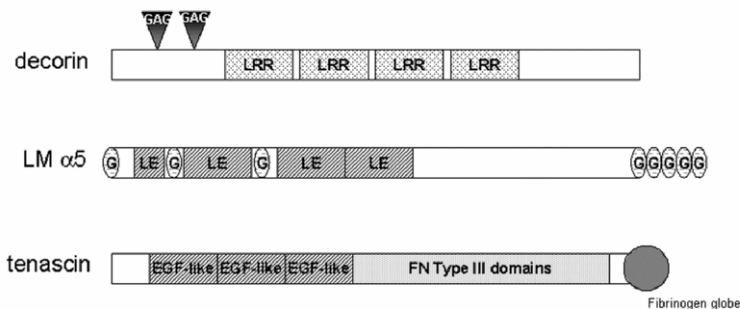 GAG GAG
decorin LRR LRR LRR LRR
LM α5 G LE G LE G LE LE G G G G G
tenascin EGF-like EGF-like EGF-like FN Type III domains
Fibrinogen globe